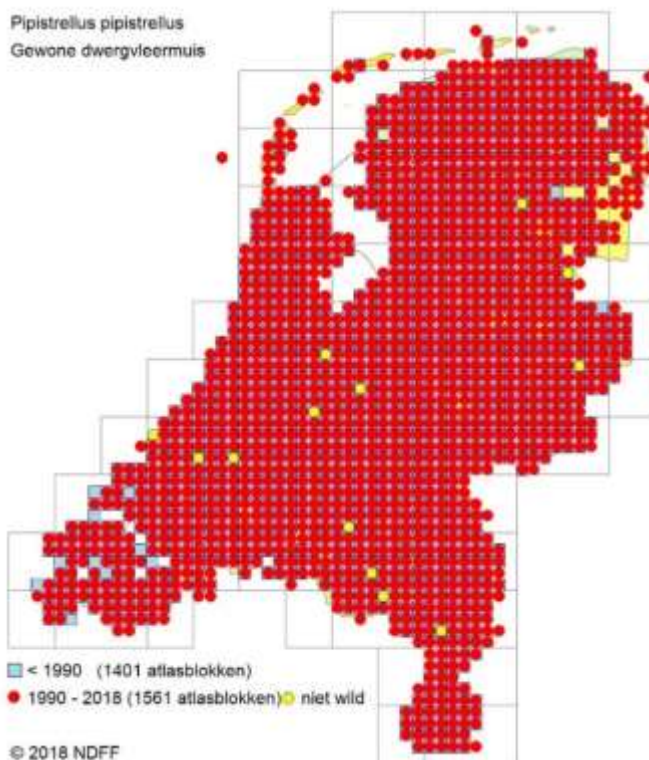 Pipistrellus pipistrellus
Gewone dwergvleermuis
< 1990 (1401 atlasblokken)
1990 - 2018 (1561 atlasblokken) niet wild
© 2018 NDFF